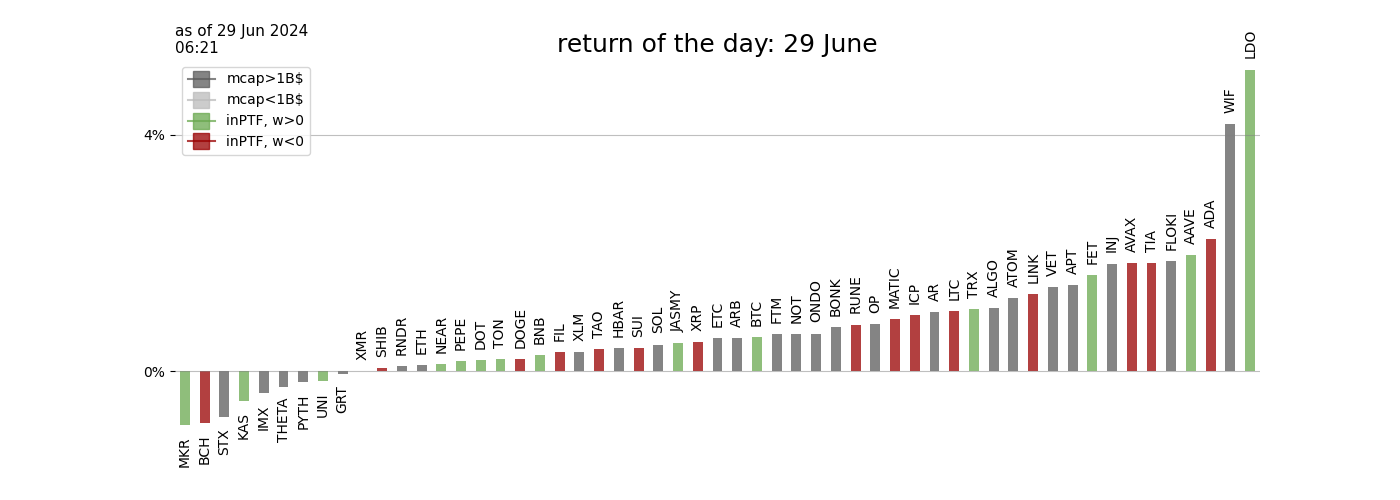 as of 29 Jun 2024
06:21
return of the day: 29 June
mcap>1B$
mcap<1B$
inPTF, w>0
inPTF, w<0
4%
0%
MKR
BCH
STX
KAS
IMX
THETA
PYTH
UNI
GRT
XMR
SHIB
RNDR
ETH
NEAR
PEPE
DOT
TON
DOGE
BNB
FIL
XLM
TAO
HBAR
SUI
SOL
JASMY
XRP
ETC
ARB
BTC
FTM
NOT
ONDO
BONK
RUNE
OP
MATIC
ICP
AR
LTC
TRX
ALGO
ATOM
LINK
VET
APT
FET
INJ
AVAX
TIA
FLOKI
AAVE
ADA
WIF
LDO